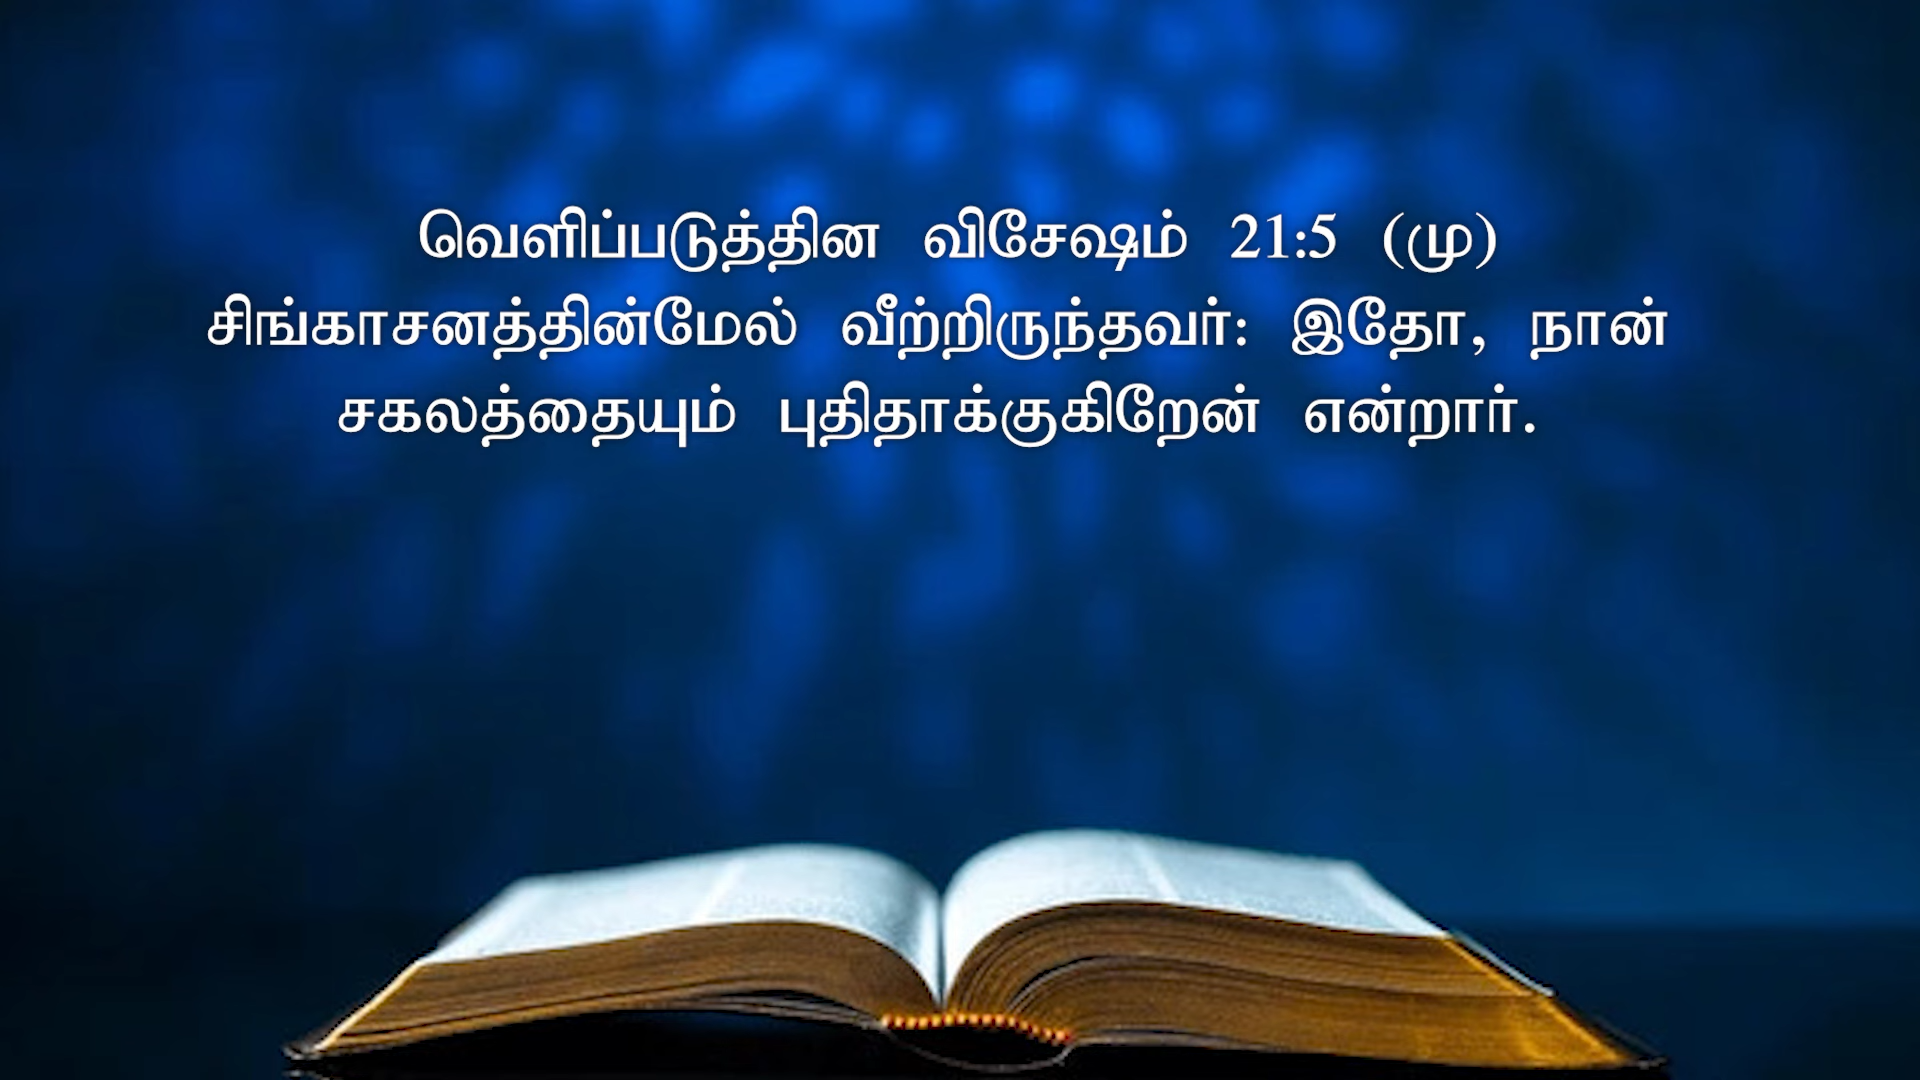 வெளிப்படுத்தின விசேஷம் 21:5 (மு)
சிங்காசனத்தின்மேல் வீற்றிருந்தவர்: இதோ, நான்
சகலத்தையும் புதிதாக்குகிறேன் என்றார்.